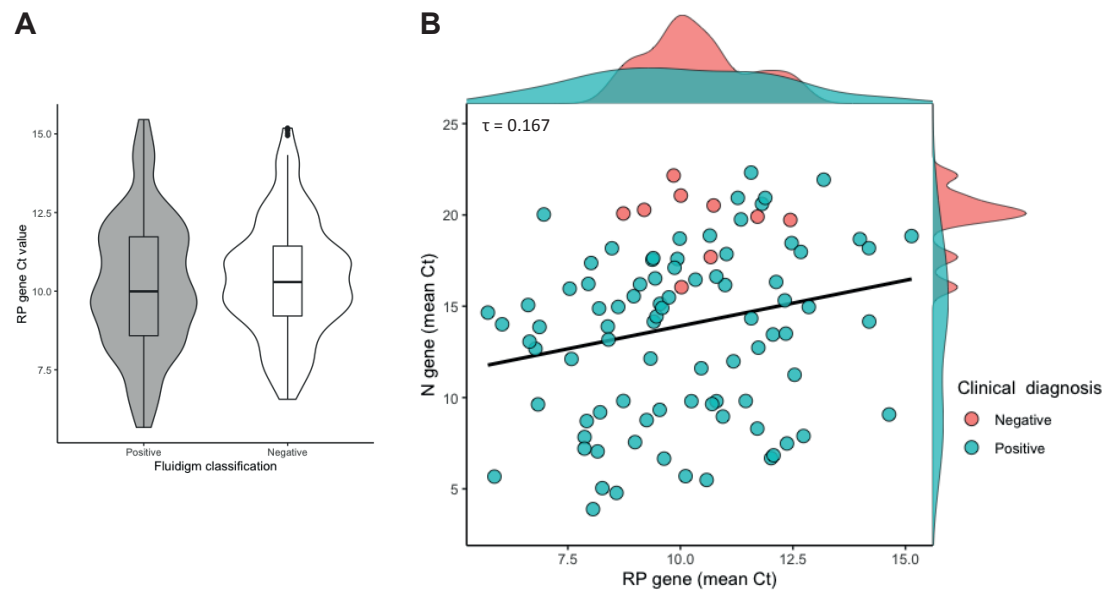 A
B
RP gene Ct value
15.0
12.5
10.0
7.5
Positive
Negative
Fluidigm classification
τ = 0.167
N gene (mean Ct)
25
20
15
10
5
7.5
10.0
12.5
15.0
RP gene (mean Ct)
Clinical diagnosis
Negative
Positive